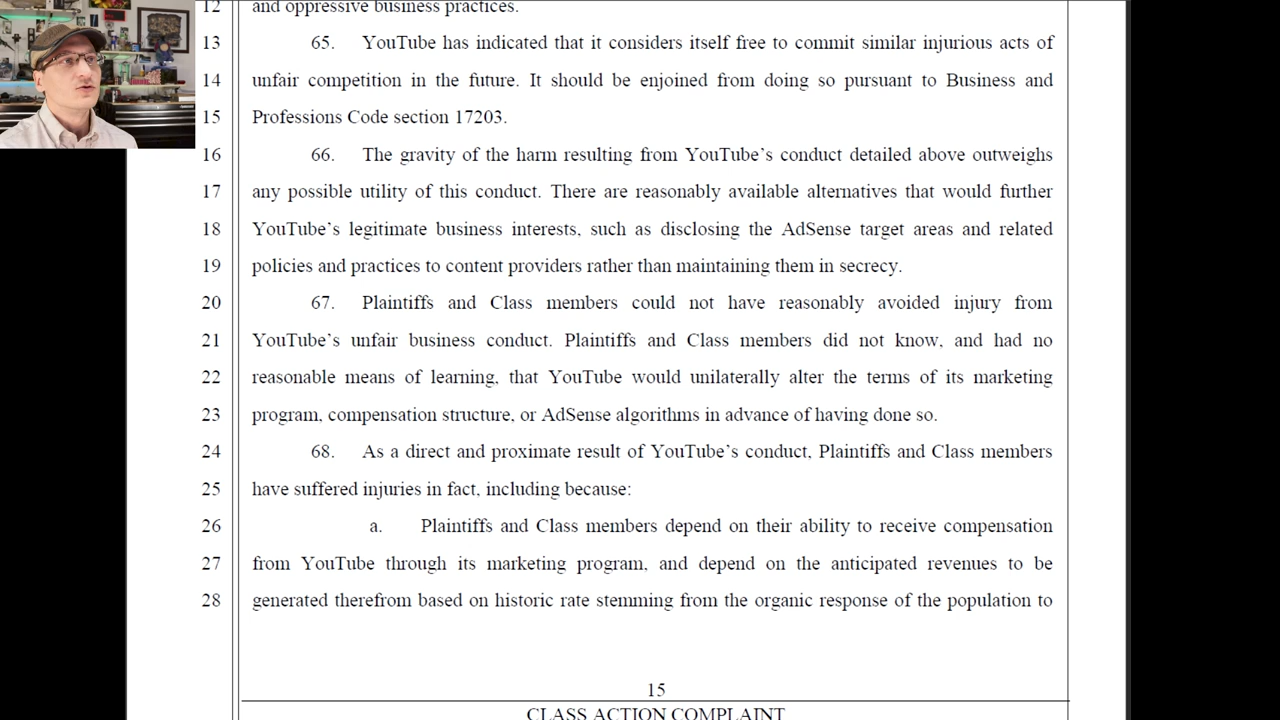 12 and oppressive business practices.
13 65. YouTube has indicated that it considers itself free to commit similar injurious acts of
14 unfair competition in the future. It should be enjoined from doing so pursuant to Business and
15 Professions Code section 17203.
16 66. The gravity of the harm resulting from YouTube’s conduct detailed above outweighs
17 any possible utility of this conduct. There are reasonably available alternatives that would further
18 YouTube’s legitimate business interests, such as disclosing the AdSense target areas and related
19 policies and practices to content providers rather than maintaining them in secrecy.
20 67. Plaintiffs and Class members could not have reasonably avoided injury from
21 YouTube’s unfair business conduct. Plaintiffs and Class members did not know, and had no
22 reasonable means of learning, that YouTube would unilaterally alter the terms of its marketing
23 program, compensation structure, or AdSense algorithms in advance of having done so.
24 68. As a direct and proximate result of YouTube’s conduct, Plaintiffs and Class members
25 have suffered injuries in fact, including because:
26 a. Plaintiffs and Class members depend on their ability to receive compensation
27 from YouTube through its marketing program, and depend on the anticipated revenues to be
28 generated therefrom based on historic rate stemming from the organic response of the population to
15
CLASS ACTION COMPLAINT